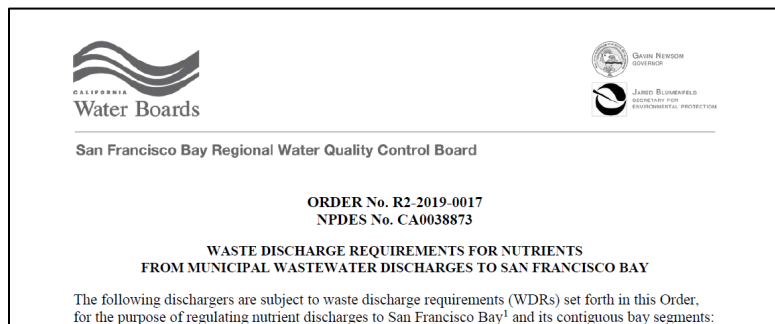 GAVIN NEWSOM
GOVERNOR
CALIFORNIA
Water Boards
JARED BLUMENFELD
SECRETARY FOR
ENVIRONMENTAL PROTECTION
San Francisco Bay Regional Water Quality Control Board
ORDER No. R2-2019-0017
NPDES No. CA0038873
WASTE DISCHARGE REQUIREMENTS FOR NUTRIENTS
FROM MUNICIPAL WASTEWATER DISCHARGES TO SAN FRANCISCO BAY
The following dischargers are subject to waste discharge requirements (WDRs) set forth in this Order,
for the purpose of regulating nutrient discharges to San Francisco Bay¹ and its contiguous bay segments: